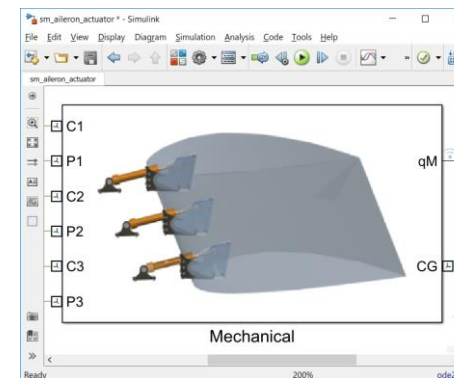 sm_aileron_actuator * - Simulink
File Edit View Display Diagram Simulation Analysis Code Tools Help
sm_aileron_actuator
C1
P1
qM
C2
P2
C3
CG
P3
Mechanical
Ready
200%